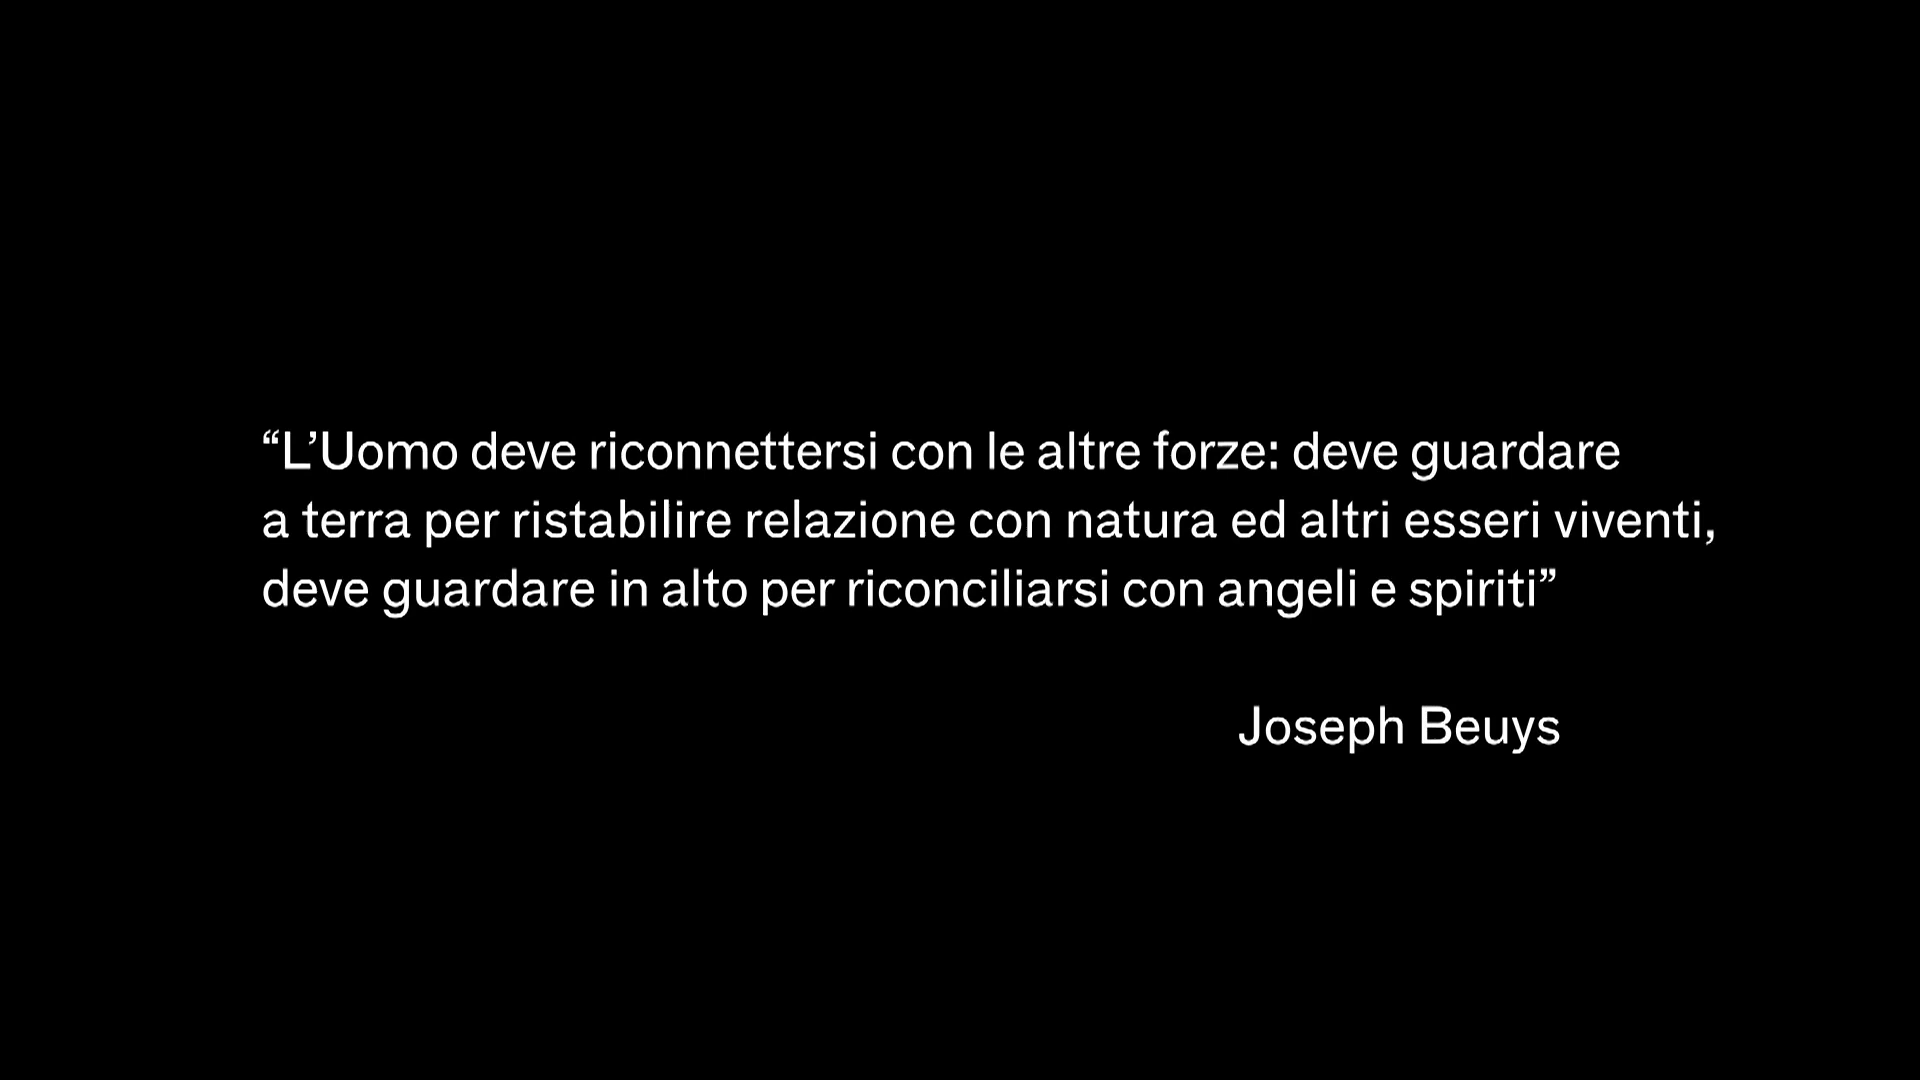 “L’Uomo deve riconnettersi con le altre forze: deve guardare
a terra per ristabilire relazione con natura ed altri esseri viventi,
deve guardare in alto per riconciliarsi con angeli e spiriti”
Joseph Beuys